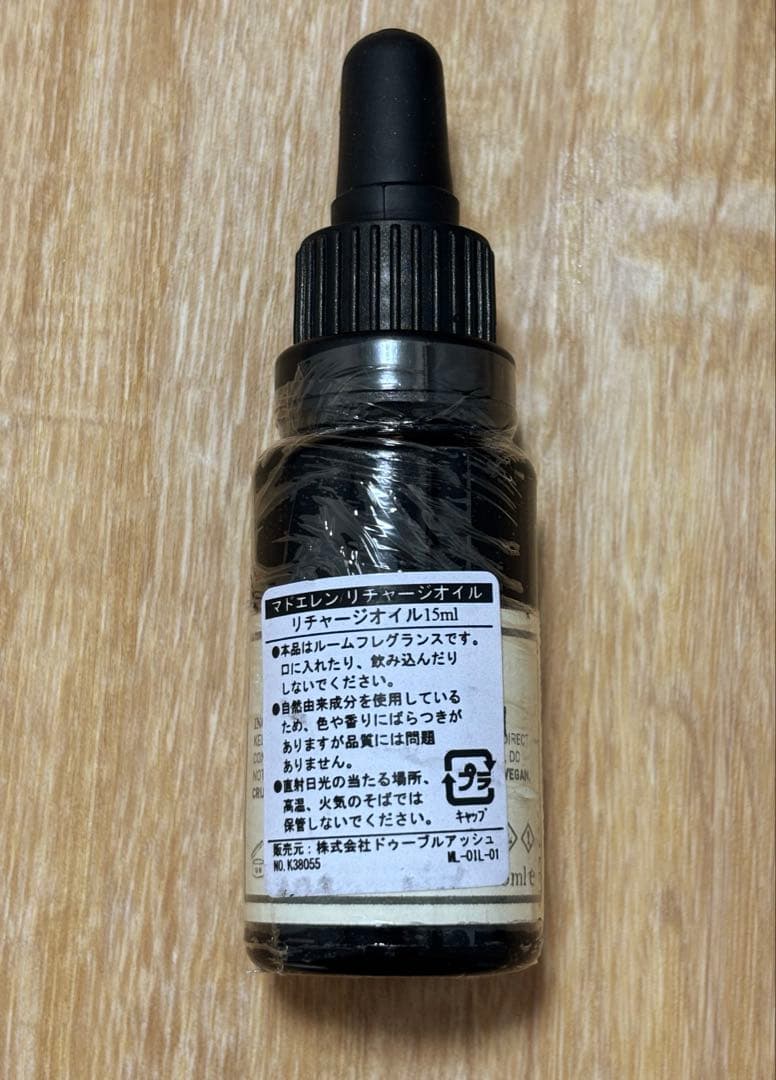 マドエレン/リチャージオイル
リチャージオイル15ml
●本品はルームフレグランスです。
口に入れたり、飲み込んだり
しないでください。
●自然由来成分を使用している
ため、色や香りにばらつきが
ありますが品質には問題
ありません。
●直射日光の当たる場所、
高温、火気のそばでは
保管しないでください。
プラ
キャップ
販売元：株式会社ドゥーブルアッシュ
NO.K38055 ML-01L-01
DIRECT
DO
VEGAN.